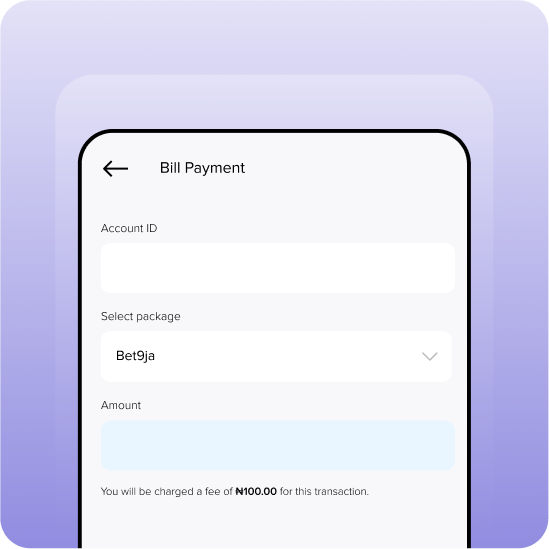 Bill Payment
Account ID
Select package
Bet9ja
Amount
You will be charged a fee of ₦100.00 for this transaction.